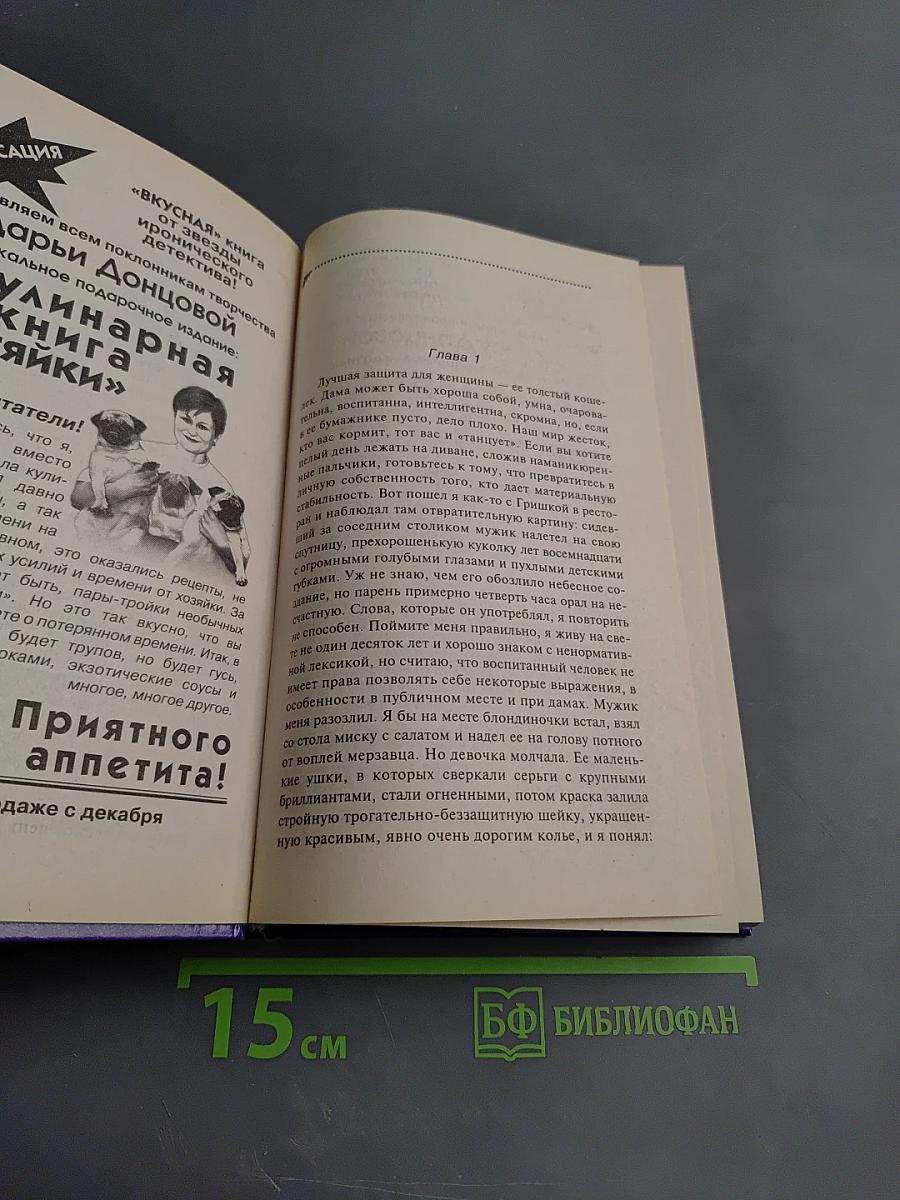 САЦИЯ
«ВКУСНАЯ» книга
от звезды
иронического
детектива!
вляем всем поклонникам творчества
Дарьи Донцовой
кальное подарочное издание:
улинарная
книга
яйки»
татели!
сь, что я,
вместо
ла кули-
давно
, а так
мени на
вном, это оказались рецепты, не
х усилий и времени от хозяйки. За
ет быть, пары-тройки необычных
». Но это так вкусно, что вы
ете о потерянном времени. Итак, в
будет трупов, но будет гусь,
роками, экзотические соусы и
многое, многое другое.
Приятного
аппетита!
одаже с декабря
Глава 1
Лучшая защита для женщины — ее толстый коше-
лек. Дама может быть хороша собой, умна, очарова-
тельна, воспитанна, интеллигентна, скромна, но, если
в ее бумажнике пусто, дело плохо. Наш мир жесток,
кто вас кормит, тот вас и «танцует». Если вы хотите
целый день лежать на диване, сложив наманикюрен-
ные пальчики, готовьтесь к тому, что превратитесь в
личную собственность того, кто дает материальную
стабильность. Вот пошел я как-то с Гришкой в ресто-
ран и наблюдал там отвратительную картину: сидев-
ший за соседним столиком мужик налетел на свою
спутницу, прехорошенькую куколку лет восемнадцати
с огромными голубыми глазами и пухлыми детскими
губками. Уж не знаю, чем его обозлило небесное со-
здание, но парень примерно четверть часа орал на не-
счастную. Слова, которые он употреблял, я повторить
не способен. Поймите меня правильно, я живу на све-
те не один десяток лет и хорошо знаком с ненорматив-
ной лексикой, но считаю, что воспитанный человек не
имеет права позволять себе некоторые выражения, в
особенности в публичном месте и при дамах. Мужик
меня разозлил. Я бы на месте блондиночки встал, взял
со стола миску с салатом и надел ее на голову потного
от воплей мерзавца. Но девочка молчала. Ее малень-
кие ушки, в которых сверкали серьги с крупными
бриллиантами, стали огненными, потом краска залила
стройную трогательно-беззащитную шейку, украшен-
ную красивым, явно очень дорогим колье, и я понял:
15 см
БФ БИБЛИОФАН